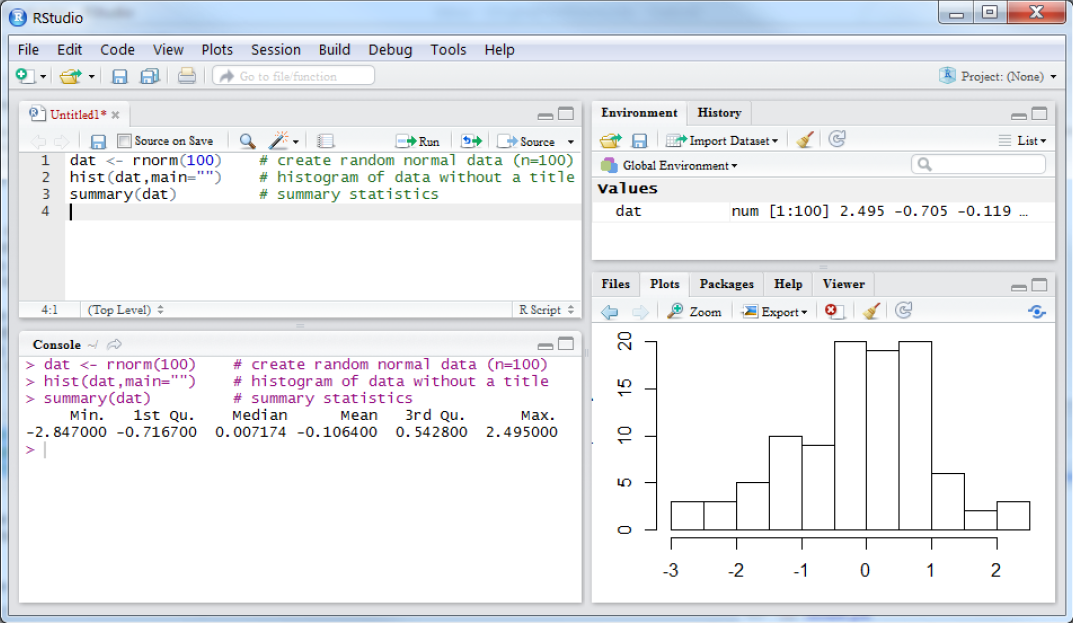 RStudio
File Edit Code View Plots Session Build Debug Tools Help
Go to file/function
Project: (None)
Untitled1*
Source on Save
Run
Source
1 dat <- rnorm(100)    # create random normal data (n=100)
2 hist(dat,main="")    # histogram of data without a title
3 summary(dat)         # summary statistics
4
4:1 (Top Level) R Script
Console ~/
> dat <- rnorm(100)    # create random normal data (n=100)
> hist(dat,main="")    # histogram of data without a title
> summary(dat)         # summary statistics
Min. 1st Qu. Median Mean 3rd Qu. Max.
-2.847000 -0.716700 0.007174 -0.106400 0.542800 2.495000
>
Environment History
Import Dataset List
Global Environment
Values
dat num [1:100] 2.495 -0.705 -0.119 …
Files Plots Packages Help Viewer
Zoom Export
20
15
10
5
0
-3 -2 -1 0 1 2